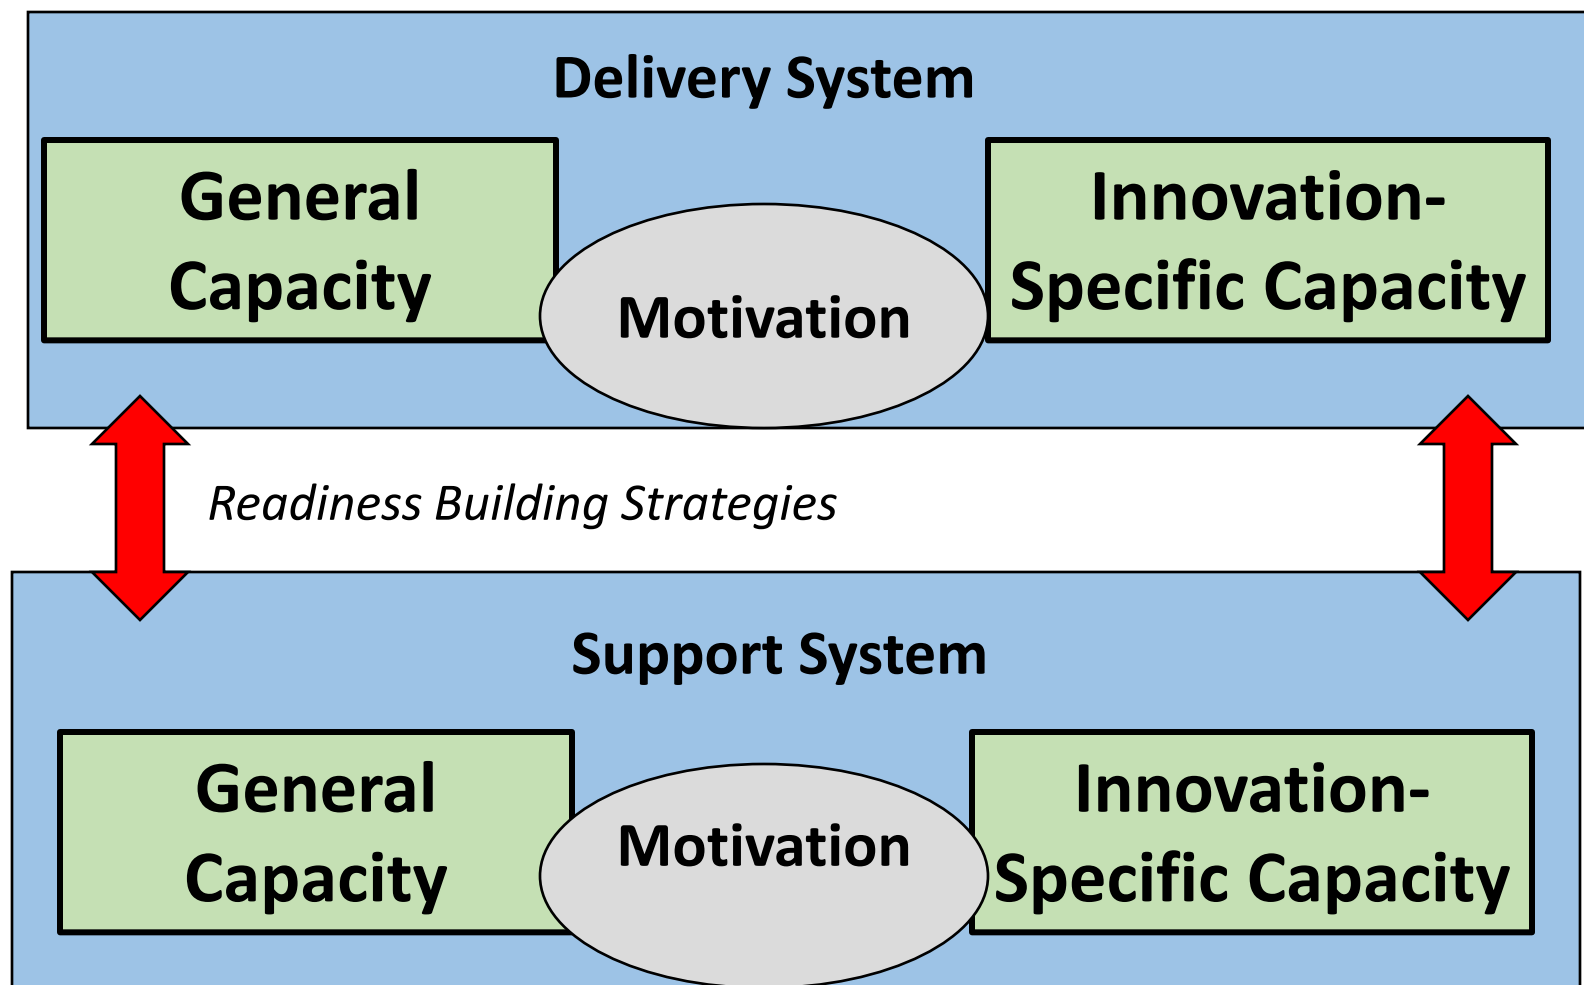 Delivery System
General
Capacity
Motivation
Innovation-
Specific Capacity
Readiness Building Strategies
Support System
General
Capacity
Motivation
Innovation-
Specific Capacity